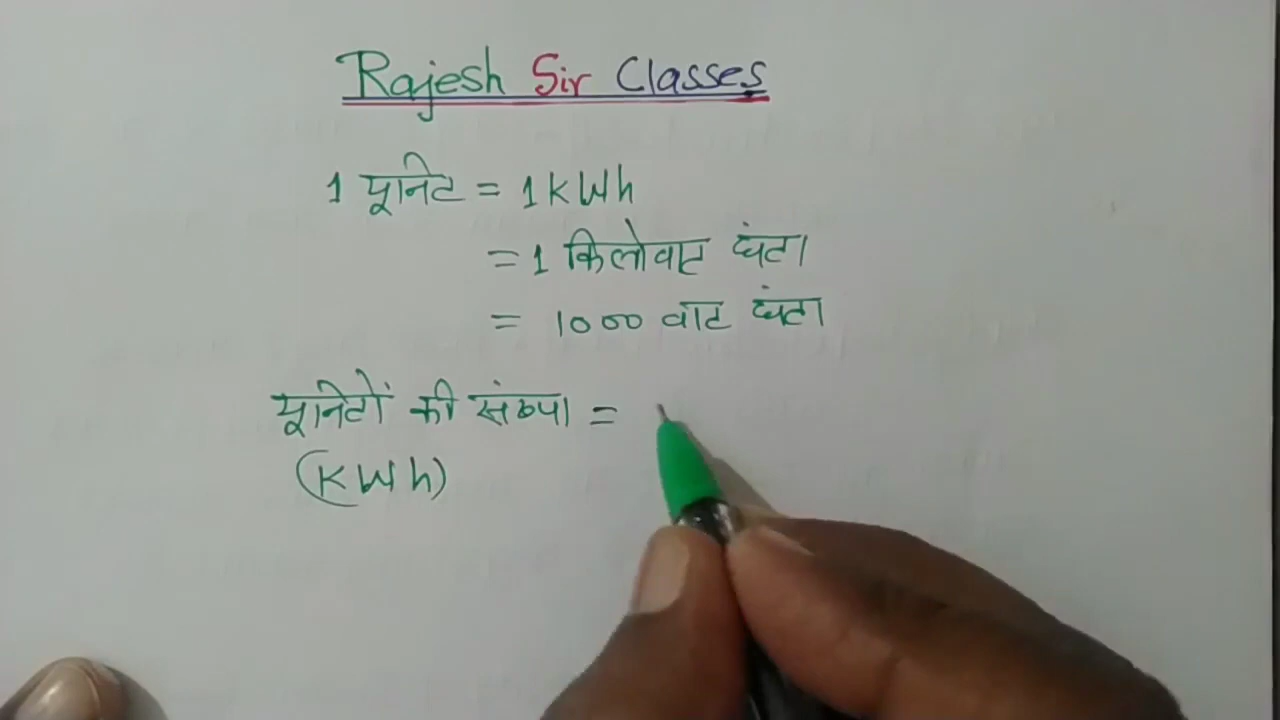 Rajesh Sir Classes
1 यूनिट = 1 kWh
= 1 किलोवाट घंटा
= 1000 वाट घंटा
यूनिटों की संख्या =
(kWh)